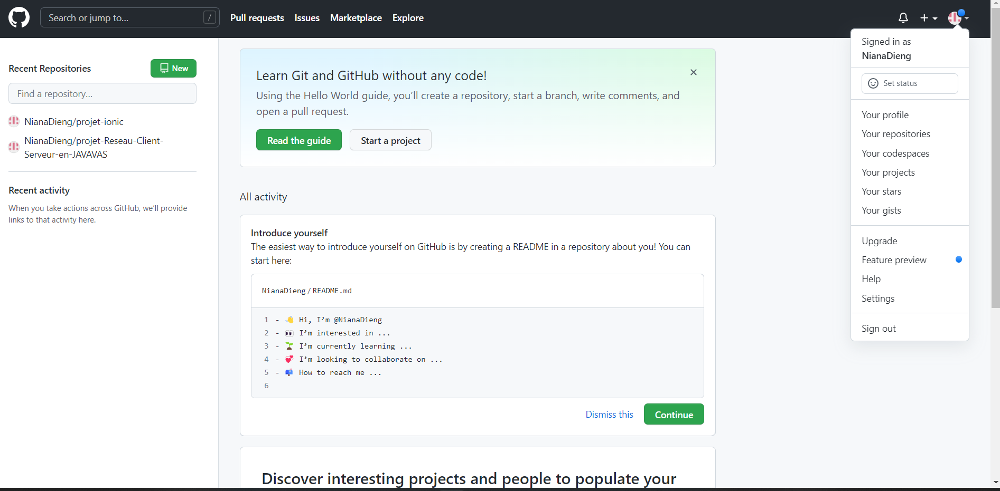 Search or jump to...
/
Pull requests
Issues
Marketplace
Explore
Recent Repositories
New
Find a repository...
NianaDieng/projet-ionic
NianaDieng/projet-Reseau-Client-
Serveur-en-JAVAVAS
Recent activity
When you take actions across GitHub, we’ll provide
links to that activity here.
Learn Git and GitHub without any code!
Using the Hello World guide, you’ll create a repository, start a branch, write comments, and
open a pull request.
Read the guide
Start a project
All activity
Introduce yourself
The easiest way to introduce yourself on GitHub is by creating a README in a repository about you! You can
start here:
NianaDieng/README.md
1 - 👋 Hi, I’m @NianaDieng
2 - 👀 I’m interested in ...
3 - 🌱 I’m currently learning ...
4 - 💞️ I’m looking to collaborate on ...
5 - 📫 How to reach me ...
6
Dismiss this
Continue
Discover interesting projects and people to populate your
Signed in as
NianaDieng
Set status
Your profile
Your repositories
Your codespaces
Your projects
Your stars
Your gists
Upgrade
Feature preview
Help
Settings
Sign out